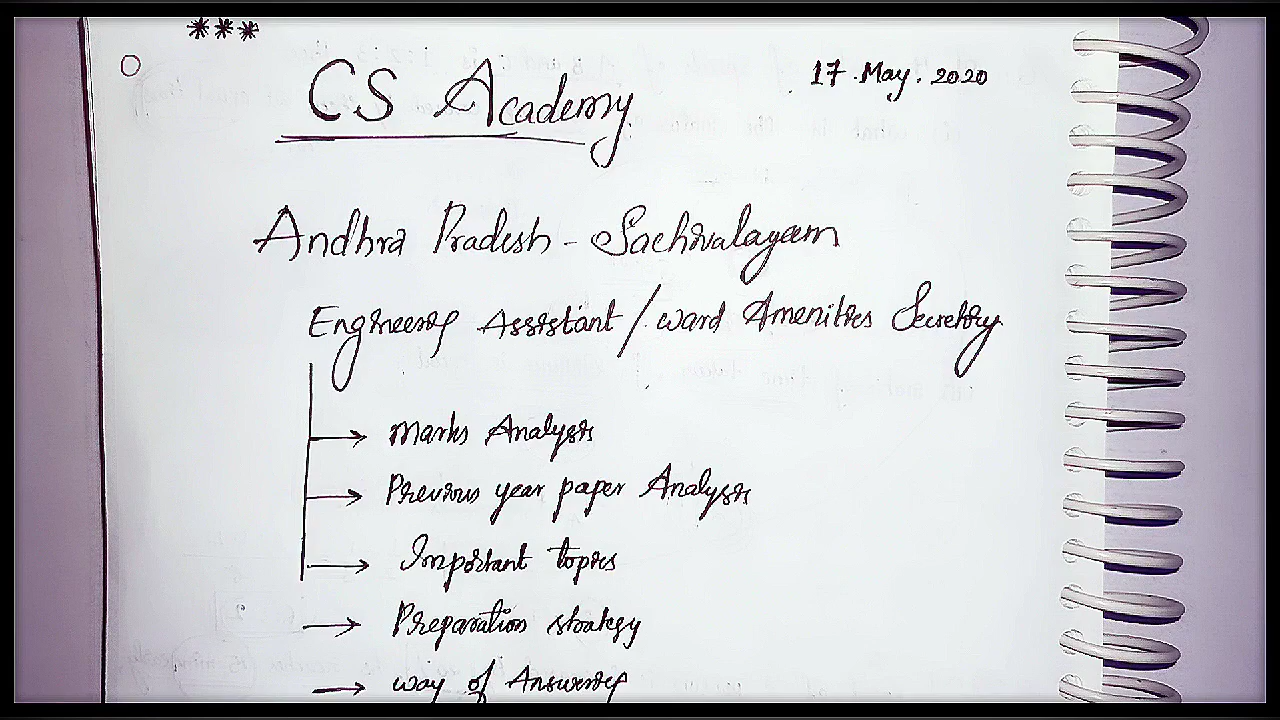 ***
17. May. 2020
CS Academy
Andhra Pradesh - Sachivalayam
Engineering Assistant / ward Amenities Secretry
→ Marks Analysis
→ Previous year paper Analysis
→ Important topics
→ Preparation strategy
→ way of Answering